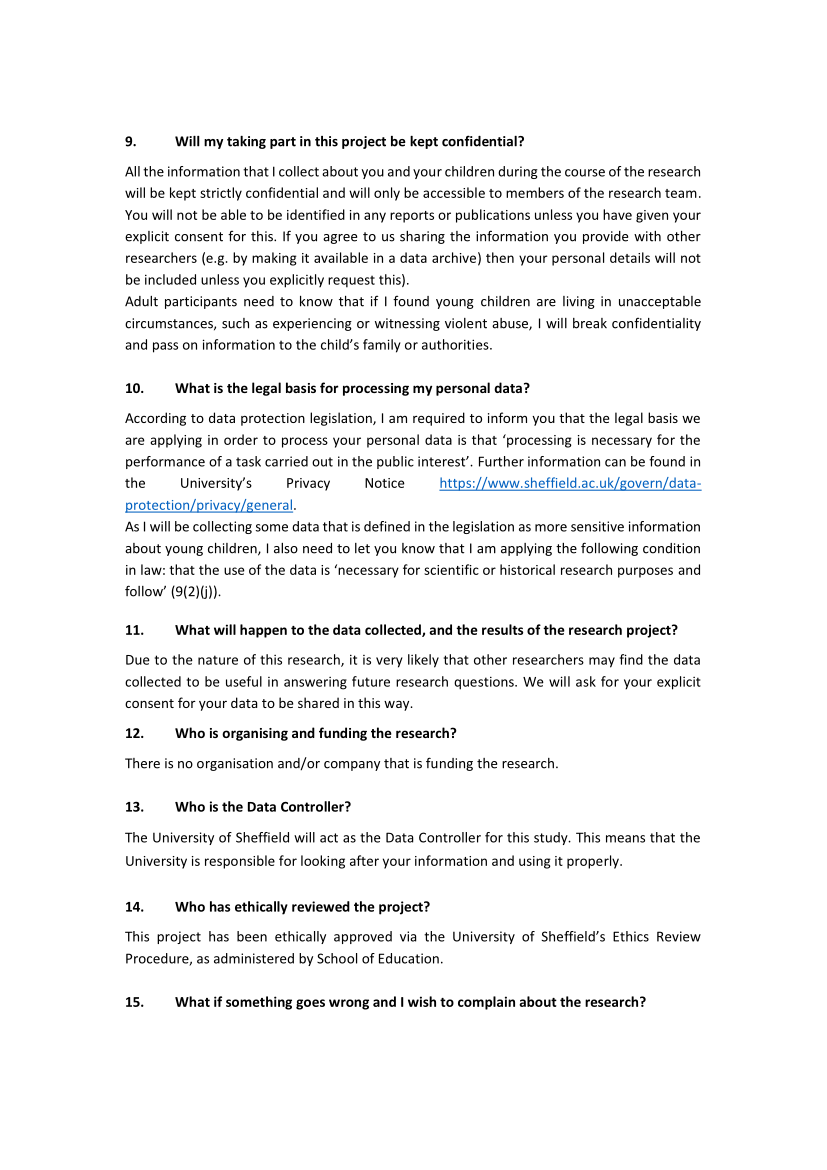 9. Will my taking part in this project be kept confidential?
All the information that I collect about you and your children during the course of the research
will be kept strictly confidential and will only be accessible to members of the research team.
You will not be able to be identified in any reports or publications unless you have given your
explicit consent for this. If you agree to us sharing the information you provide with other
researchers (e.g. by making it available in a data archive) then your personal details will not
be included unless you explicitly request this).
Adult participants need to know that if I found young children are living in unacceptable
circumstances, such as experiencing or witnessing violent abuse, I will break confidentiality
and pass on information to the child’s family or authorities.
10. What is the legal basis for processing my personal data?
According to data protection legislation, I am required to inform you that the legal basis we
are applying in order to process your personal data is that ‘processing is necessary for the
performance of a task carried out in the public interest’. Further information can be found in
the University’s Privacy Notice https://www.sheffield.ac.uk/govern/data-
protection/privacy/general.
As I will be collecting some data that is defined in the legislation as more sensitive information
about young children, I also need to let you know that I am applying the following condition
in law: that the use of the data is ‘necessary for scientific or historical research purposes and
follow’ (9(2)(j)).
11. What will happen to the data collected, and the results of the research project?
Due to the nature of this research, it is very likely that other researchers may find the data
collected to be useful in answering future research questions. We will ask for your explicit
consent for your data to be shared in this way.
12. Who is organising and funding the research?
There is no organisation and/or company that is funding the research.
13. Who is the Data Controller?
The University of Sheffield will act as the Data Controller for this study. This means that the
University is responsible for looking after your information and using it properly.
14. Who has ethically reviewed the project?
This project has been ethically approved via the University of Sheffield’s Ethics Review
Procedure, as administered by School of Education.
15. What if something goes wrong and I wish to complain about the research?